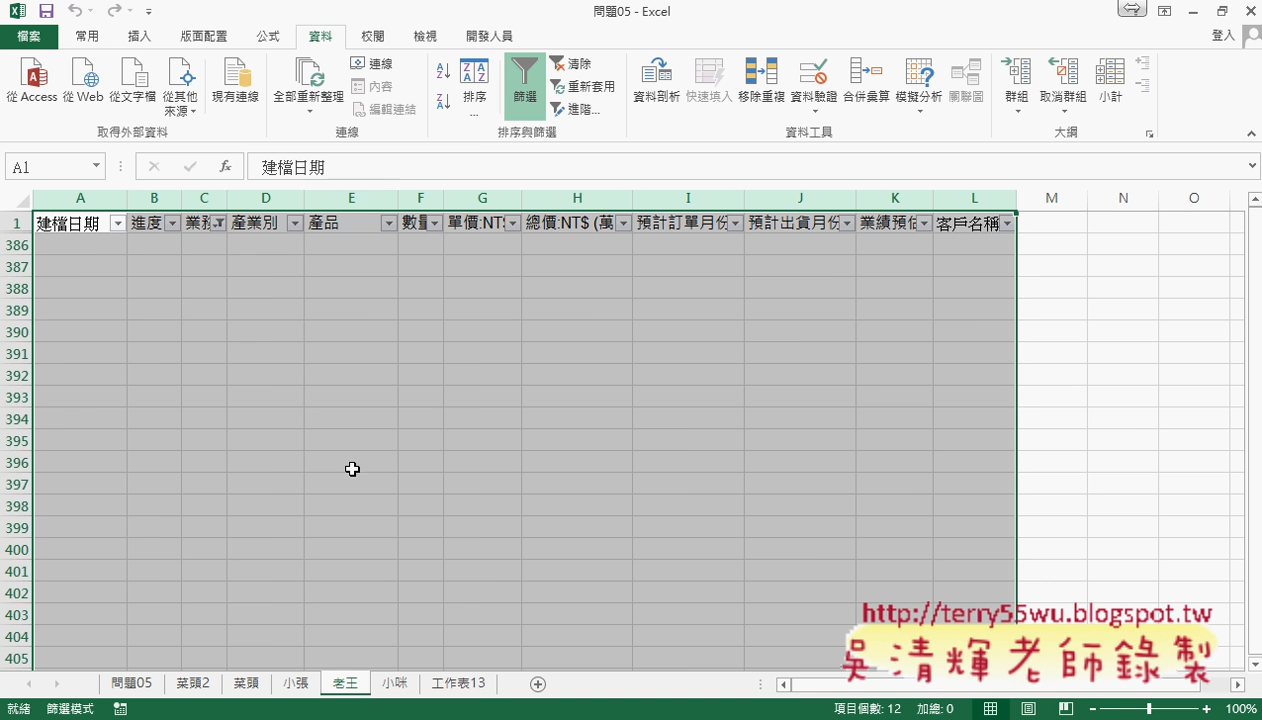 問題05 - Excel
檔案 常用 插入 版面配置 公式 資料 校閱 檢視 開發人員 登入
從 Access 從 Web 從文字檔 從其他來源 現有連線 全部重新整理 連線 內容 編輯連結 排序... 篩選 清除 重新套用 進階... 資料剖析 快速填入 移除重複 資料驗證 合併彙算 模擬分析 關聯圖 群組 取消群組 小計
取得外部資料 連線 排序與篩選 資料工具 大綱
A1 fx 建檔日期
A B C D E F G H I J K L M N O
1 建檔日期 進度 業務 產業別 產品 數量 單價:NT$ 總價:NT$ (萬 預計訂單月份 預計出貨月份 業績預估 客戶名稱
386
387
388
389
390
391
392
393
394
395
396
397
398
399
400
401
402
403
404
405
http://terry55wu.blogspot.tw
吳清輝老師錄製
問題05 菜頭2 菜頭 小張 老王 小咪 工作表13
就緒 篩選模式 項目個數: 12 加總: 0 100%